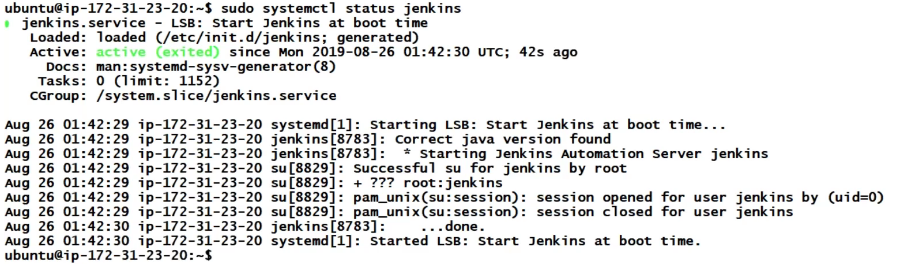 ubuntu@ip-172-31-23-20:~$ sudo systemctl status jenkins
● jenkins.service - LSB: Start Jenkins at boot time
   Loaded: loaded (/etc/init.d/jenkins; generated)
   Active: active (exited) since Mon 2019-08-26 01:42:30 UTC; 42s ago
     Docs: man:systemd-sysv-generator(8)
    Tasks: 0 (limit: 1152)
   CGroup: /system.slice/jenkins.service

Aug 26 01:42:29 ip-172-31-23-20 systemd[1]: Starting LSB: Start Jenkins at boot time...
Aug 26 01:42:29 ip-172-31-23-20 jenkins[8783]: Correct java version found
Aug 26 01:42:29 ip-172-31-23-20 jenkins[8783]:  * Starting Jenkins Automation Server jenkins
Aug 26 01:42:29 ip-172-31-23-20 su[8829]: Successful su for jenkins by root
Aug 26 01:42:29 ip-172-31-23-20 su[8829]: + ??? root:jenkins
Aug 26 01:42:29 ip-172-31-23-20 su[8829]: pam_unix(su:session): session opened for user jenkins by (uid=0)
Aug 26 01:42:29 ip-172-31-23-20 su[8829]: pam_unix(su:session): session closed for user jenkins
Aug 26 01:42:30 ip-172-31-23-20 jenkins[8783]:    ...done.
Aug 26 01:42:30 ip-172-31-23-20 systemd[1]: Started LSB: Start Jenkins at boot time.
ubuntu@ip-172-31-23-20:~$